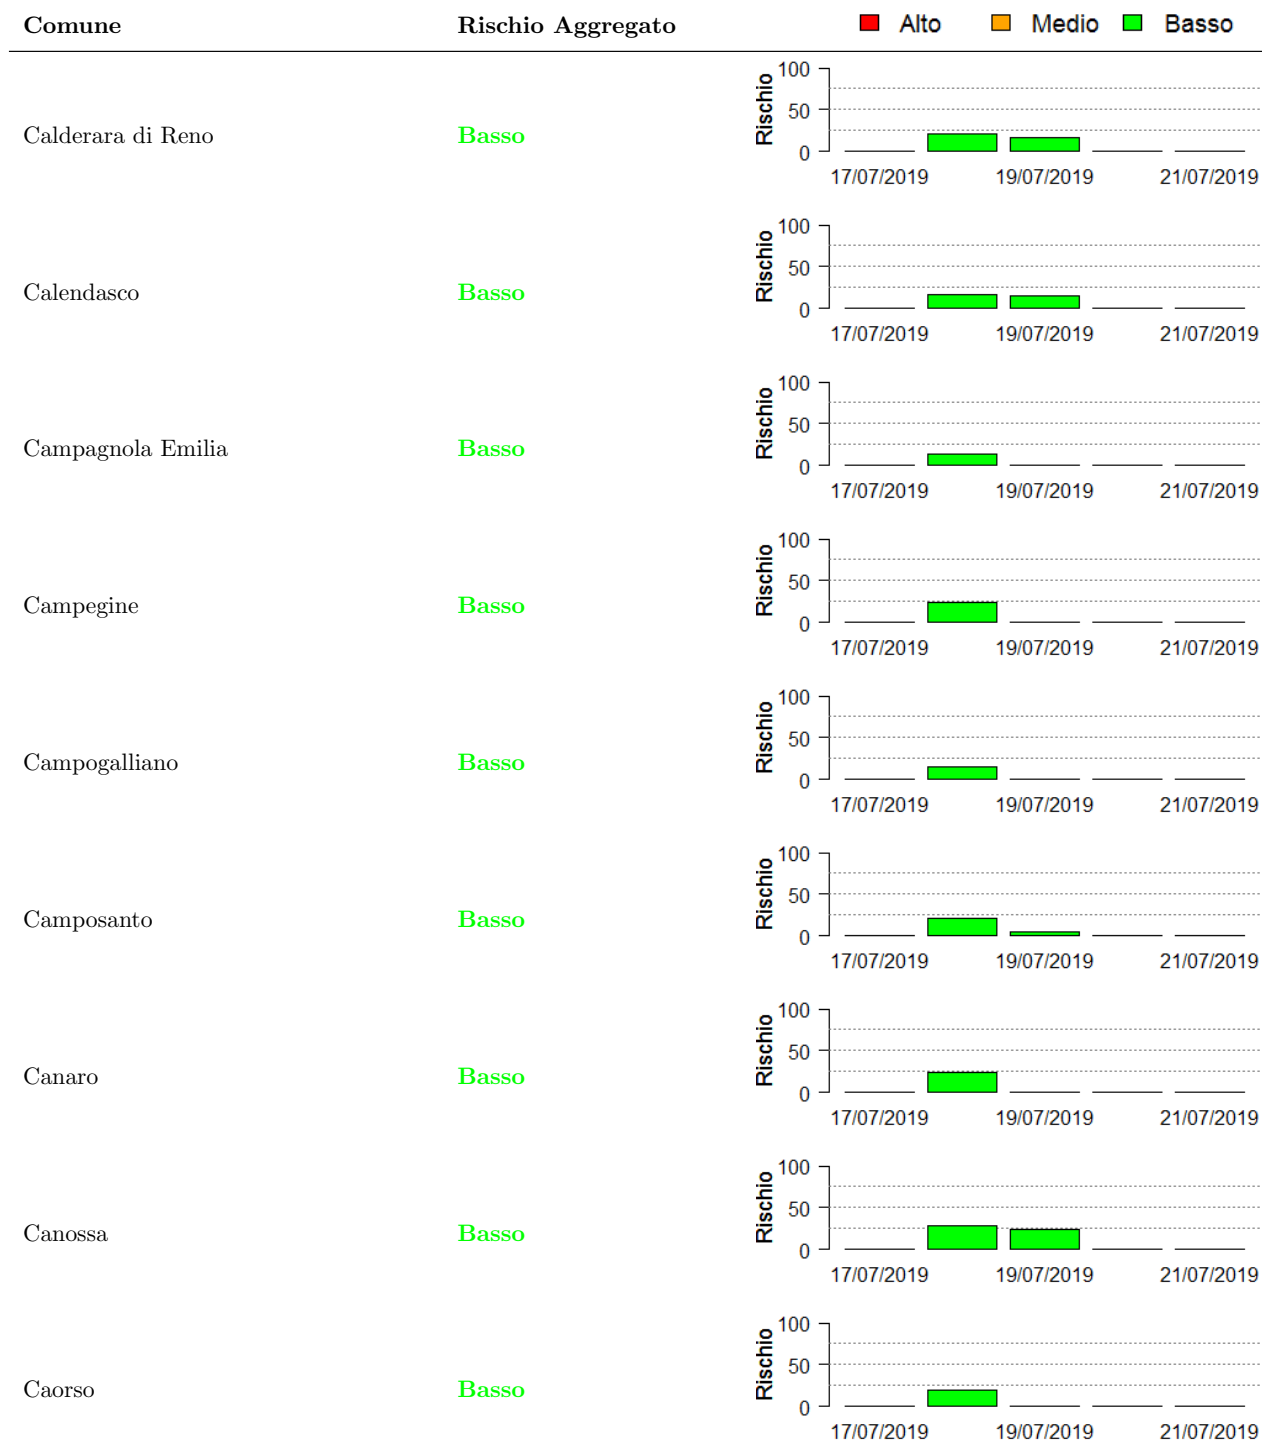 Comune Rischio Aggregato Alto Medio Basso
Calderara di Reno Basso Rischio 100 50 0
17/07/2019 19/07/2019 21/07/2019
Calendasco Basso Rischio 100 50 0
17/07/2019 19/07/2019 21/07/2019
Campagnola Emilia Basso Rischio 100 50 0
17/07/2019 19/07/2019 21/07/2019
Campegine Basso Rischio 100 50 0
17/07/2019 19/07/2019 21/07/2019
Campogalliano Basso Rischio 100 50 0
17/07/2019 19/07/2019 21/07/2019
Camposanto Basso Rischio 100 50 0
17/07/2019 19/07/2019 21/07/2019
Canaro Basso Rischio 100 50 0
17/07/2019 19/07/2019 21/07/2019
Canossa Basso Rischio 100 50 0
17/07/2019 19/07/2019 21/07/2019
Caorso Basso Rischio 100 50 0
17/07/2019 19/07/2019 21/07/2019